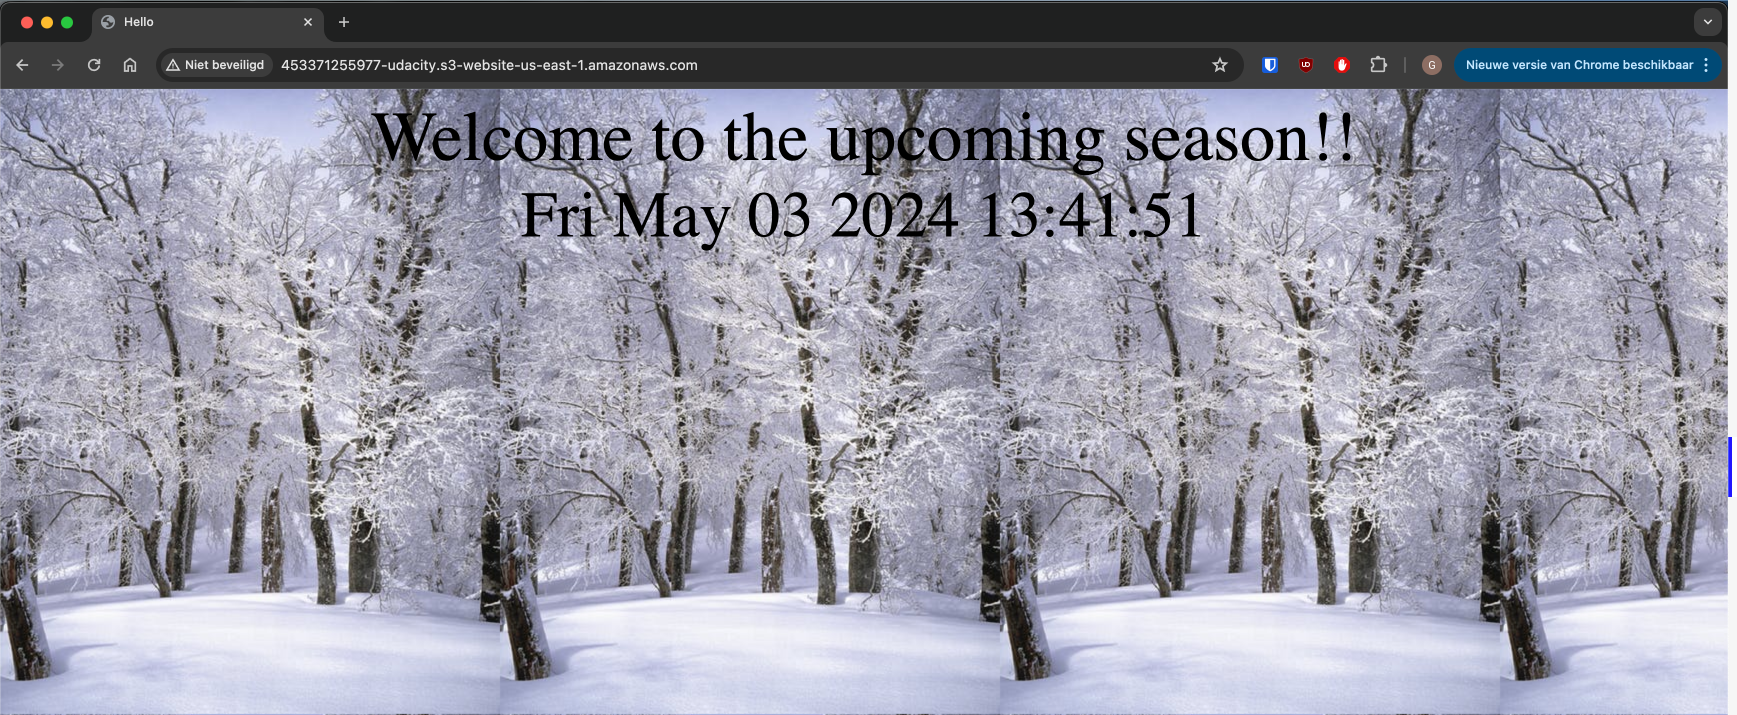 Hello
Niet beveiligd
453371255977-udacity.s3-website-us-east-1.amazonaws.com
G
Nieuwe versie van Chrome beschikbaar
Welcome to the upcoming season!!
Fri May 03 2024 13:41:51